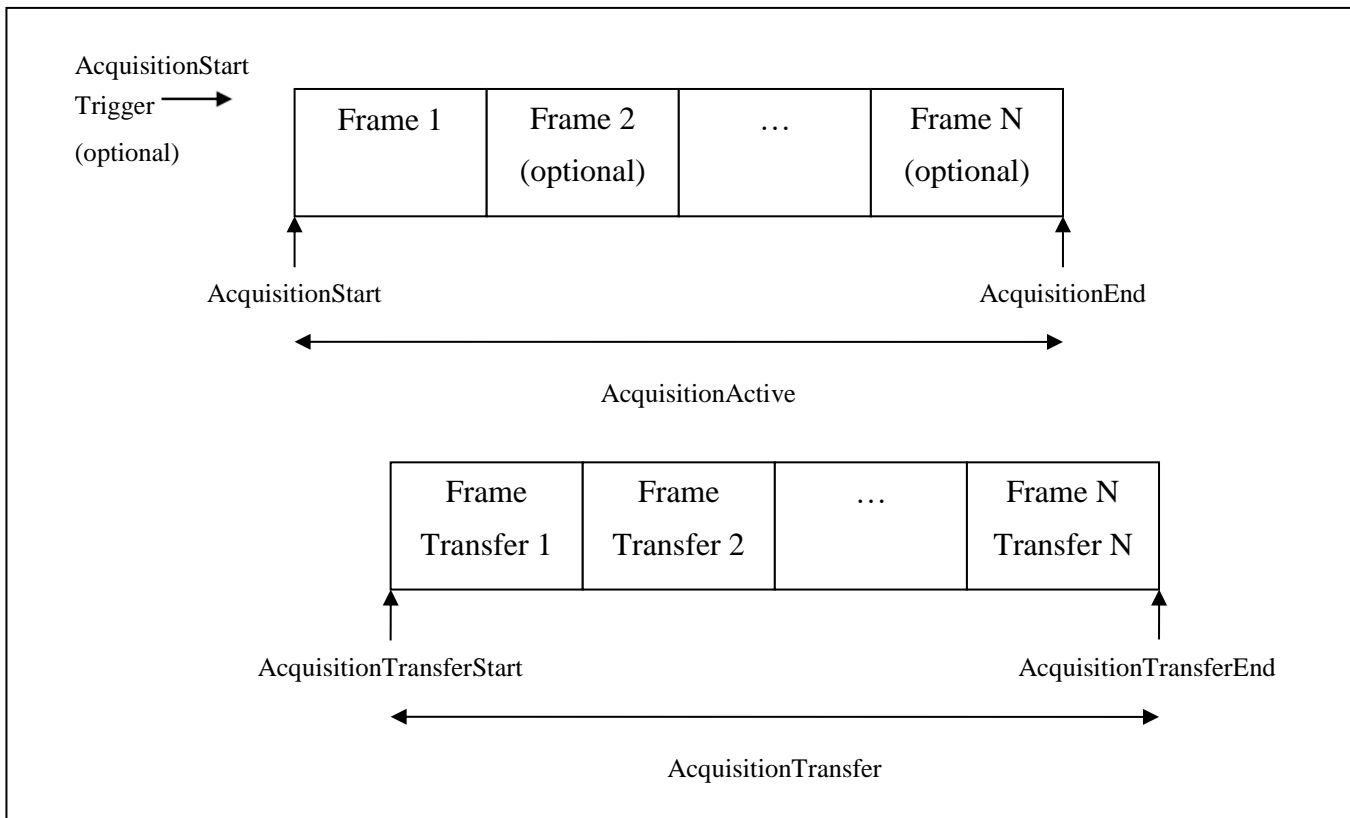 AcquisitionStart
Trigger
(optional)
Frame 1
Frame 2
(optional)
…
Frame N
(optional)
AcquisitionStart
AcquisitionEnd
AcquisitionActive
Frame
Transfer 1
Frame
Transfer 2
…
Frame N
Transfer N
AcquisitionTransferStart
AcquisitionTransferEnd
AcquisitionTransfer